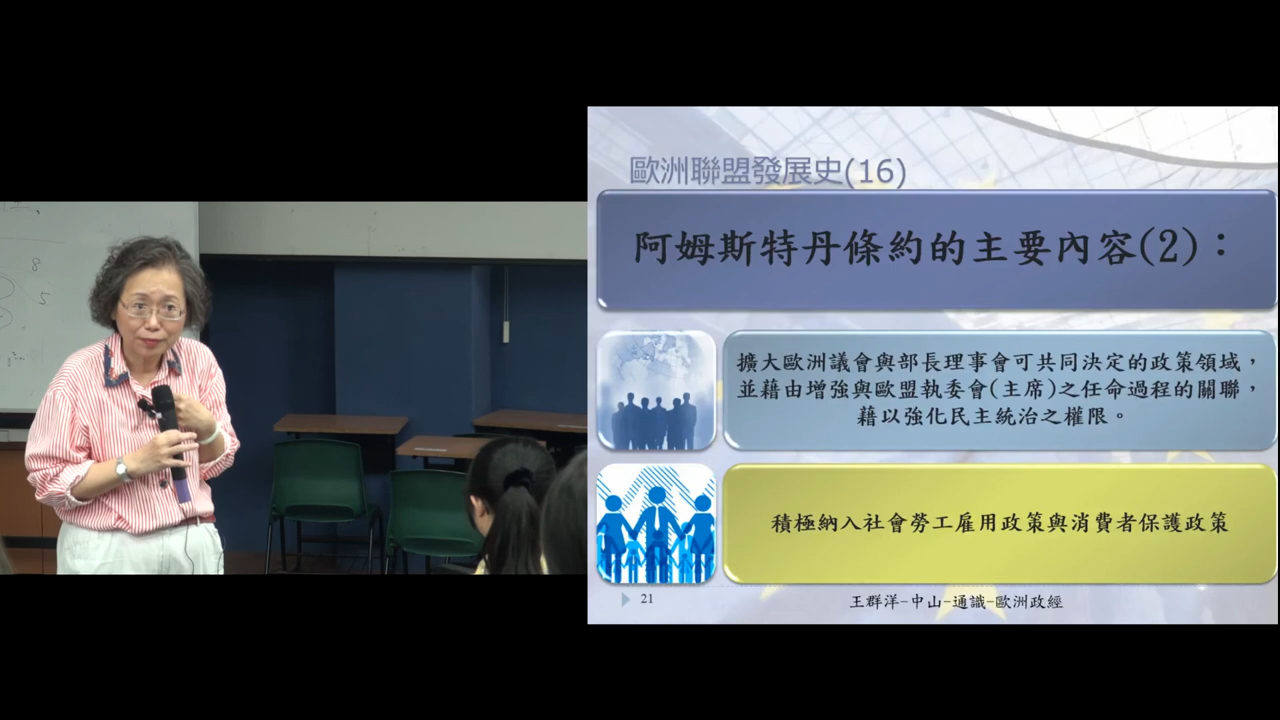 8
5
歐洲聯盟發展史(16)
阿姆斯特丹條約的主要內容(2)：
擴大歐洲議會與部長理事會可共同決定的政策領域，
並藉由增強與歐盟執委會(主席)之任命過程的關聯，
藉以強化民主統治之權限。
積極納入社會勞工雇用政策與消費者保護政策
21
王群洋-中山-通識-歐洲政經